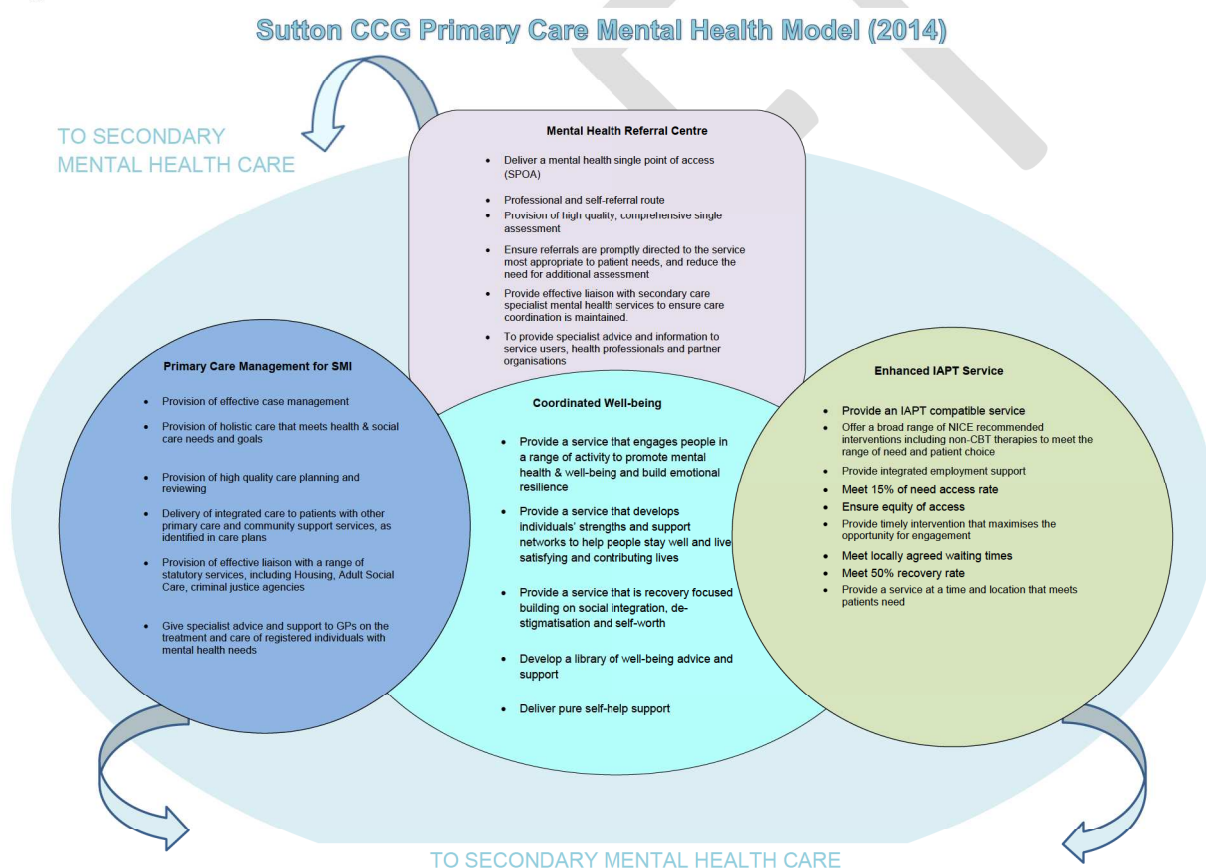 Sutton CCG Primary Care Mental Health Model (2014)
TO SECONDARY
MENTAL HEALTH CARE
Mental Health Referral Centre
• Deliver a mental health single point of access
(SPOA)
• Professional and self-referral route
• Provision of high quality, comprehensive single
assessment
• Ensure referrals are promptly directed to the service
most appropriate to patient needs, and reduce the
need for additional assessment
• Provide effective liaison with secondary care
specialist mental health services to ensure care
coordination is maintained.
• To provide specialist advice and information to
service users, health professionals and partner
organisations
Primary Care Management for SMI
• Provision of effective case management
• Provision of holistic care that meets health & social
care needs and goals
• Provision of high quality care planning and
reviewing
• Delivery of integrated care to patients with other
primary care and community support services, as
identified in care plans
• Provision of effective liaison with a range of
statutory services, including Housing, Adult Social
Care, criminal justice agencies
• Give specialist advice and support to GPs on the
treatment and care of registered individuals with
mental health needs
Coordinated Well-being
• Provide a service that engages people in
a range of activity to promote mental
health & well-being and build emotional
resilience
• Provide a service that develops
individuals' strengths and support
networks to help people stay well and live
satisfying and contributing lives
• Provide a service that is recovery focused
building on social integration, de-
stigmatisation and self-worth
• Develop a library of well-being advice and
support
• Deliver pure self-help support
Enhanced IAPT Service
• Provide an IAPT compatible service
• Offer a broad range of NICE recommended
interventions including non-CBT therapies to meet the
range of need and patient choice
• Provide integrated employment support
• Meet 15% of need access rate
• Ensure equity of access
• Provide timely intervention that maximises the
opportunity for engagement
• Meet locally agreed waiting times
• Meet 50% recovery rate
• Provide a service at a time and location that meets
patients need
TO SECONDARY MENTAL HEALTH CARE